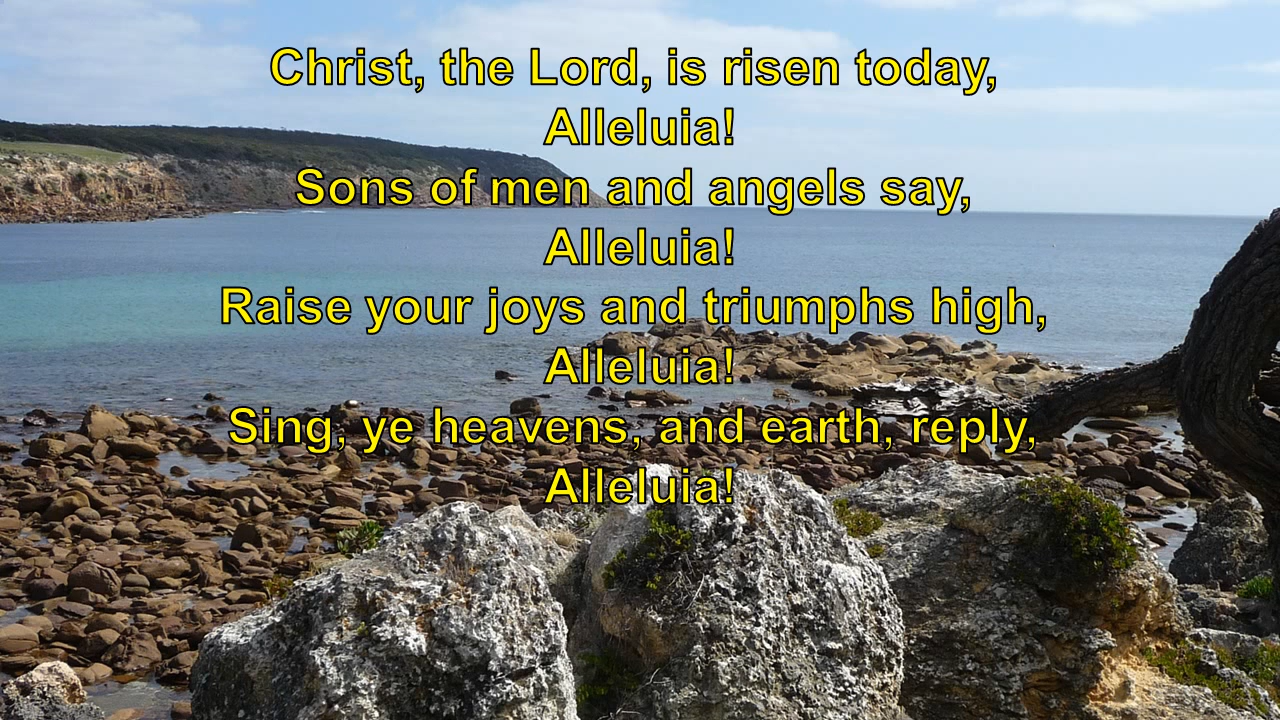 Christ, the Lord, is risen today,
Alleluia!
Sons of men and angels say,
Alleluia!
Raise your joys and triumphs high,
Alleluia!
Sing, ye heavens, and earth, reply,
Alleluia!